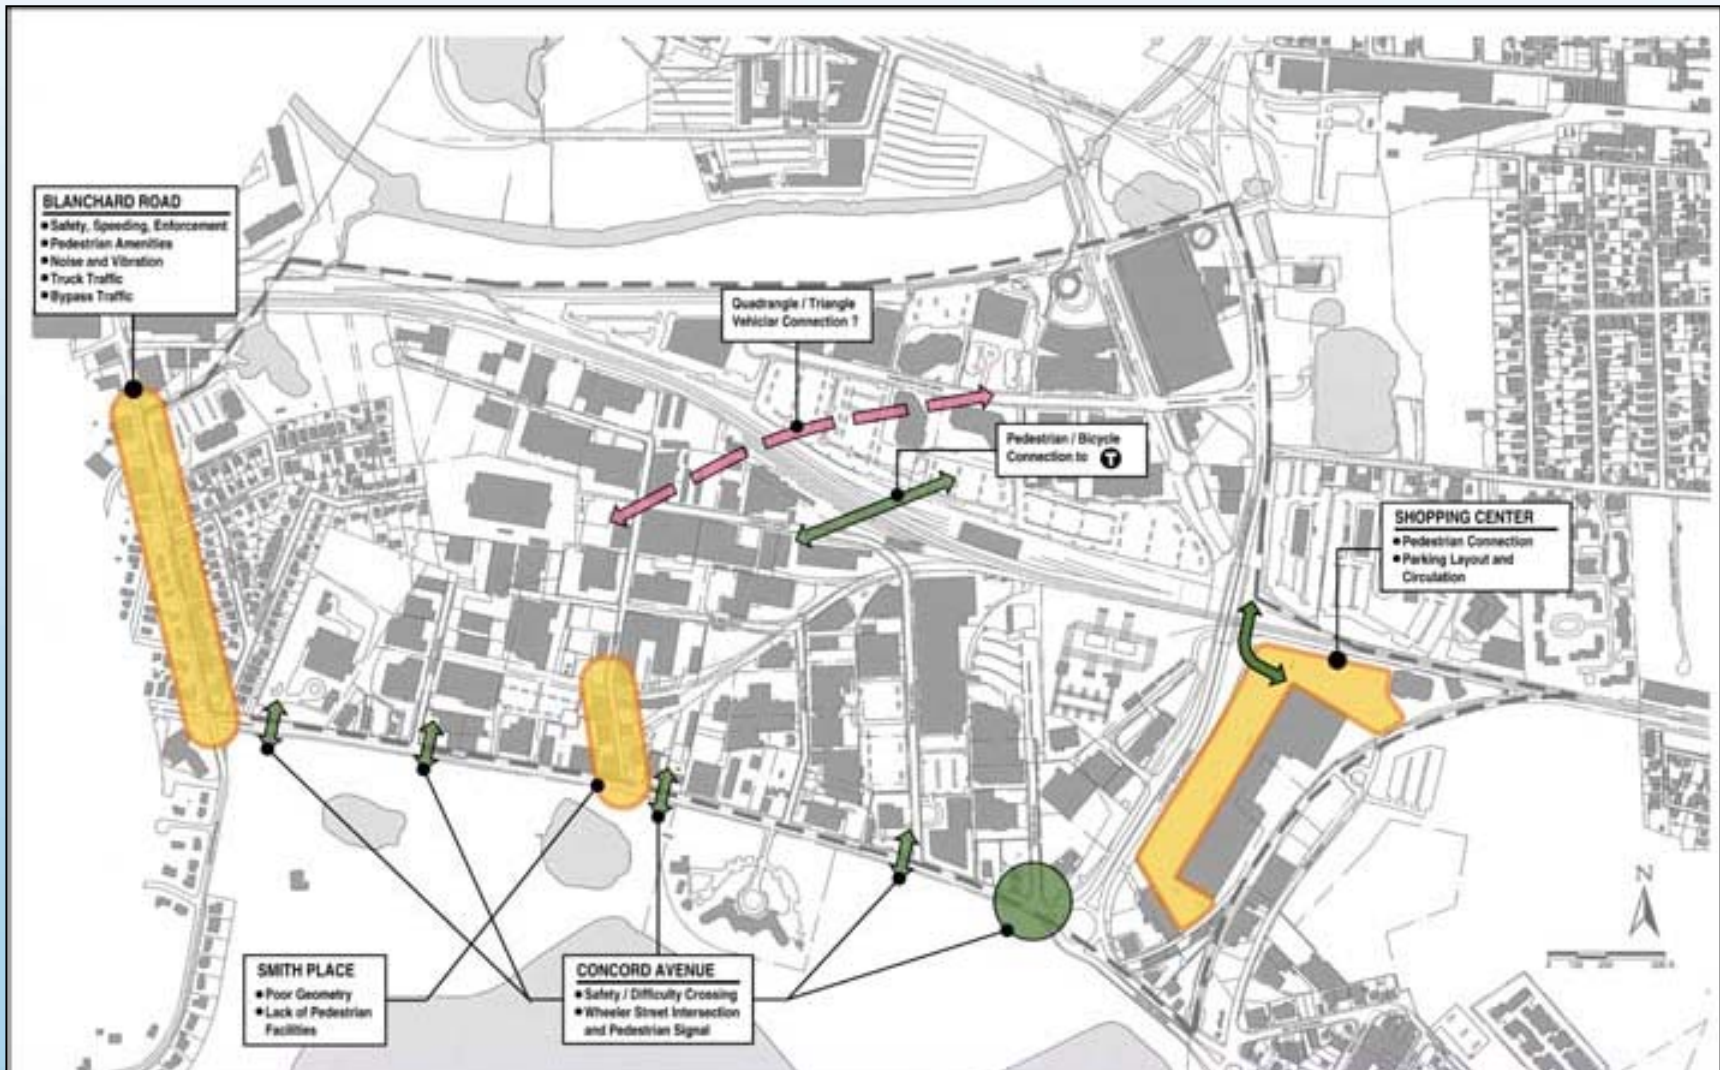 BLANCHARD ROAD
• Safety, Speeding, Enforcement
• Pedestrian Amenities
• Noise and Vibration
• Truck Traffic
• Bypass Traffic
Quadrangle / Triangle
Vehiclar Connection ?
Pedestrian / Bicycle
Connection to T
SHOPPING CENTER
• Pedestrian Connection
• Parking Layout and
Circulation
SMITH PLACE
• Poor Geometry
• Lack of Pedestrian
Facilities
CONCORD AVENUE
• Safety / Difficulty Crossing
• Wheeler Street Intersection
and Pedestrian Signal
N